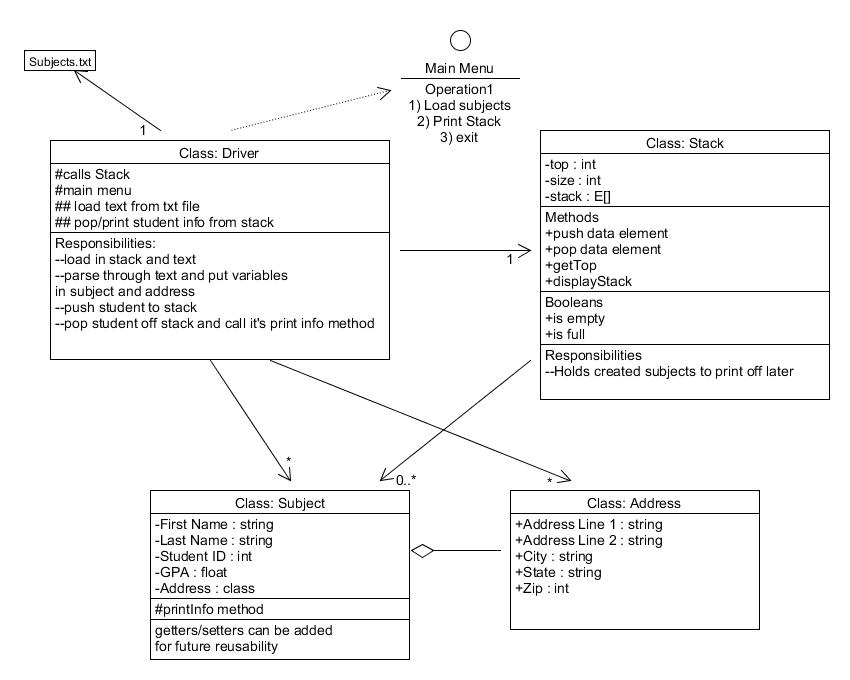 Subjects.txt
1
Main Menu
Operation1
1) Load subjects
2) Print Stack
3) exit
Class: Driver
#calls Stack
#main menu
## load text from txt file
## pop/print student info from stack
Responsibilities:
--load in stack and text
--parse through text and put variables
in subject and address
--push student to stack
--pop student off stack and call it's print info method
1
Class: Stack
-top : int
-size : int
-stack : E[]
Methods
+push data element
+pop data element
+getTop
+displayStack
Booleans
+is empty
+is full
Responsibilities
--Holds created subjects to print off later
*
0..*
*
Class: Subject
-First Name : string
-Last Name : string
-Student ID : int
-GPA : float
-Address : class
#printInfo method
getters/setters can be added
for future reusability
Class: Address
+Address Line 1 : string
+Address Line 2 : string
+City : string
+State : string
+Zip : int